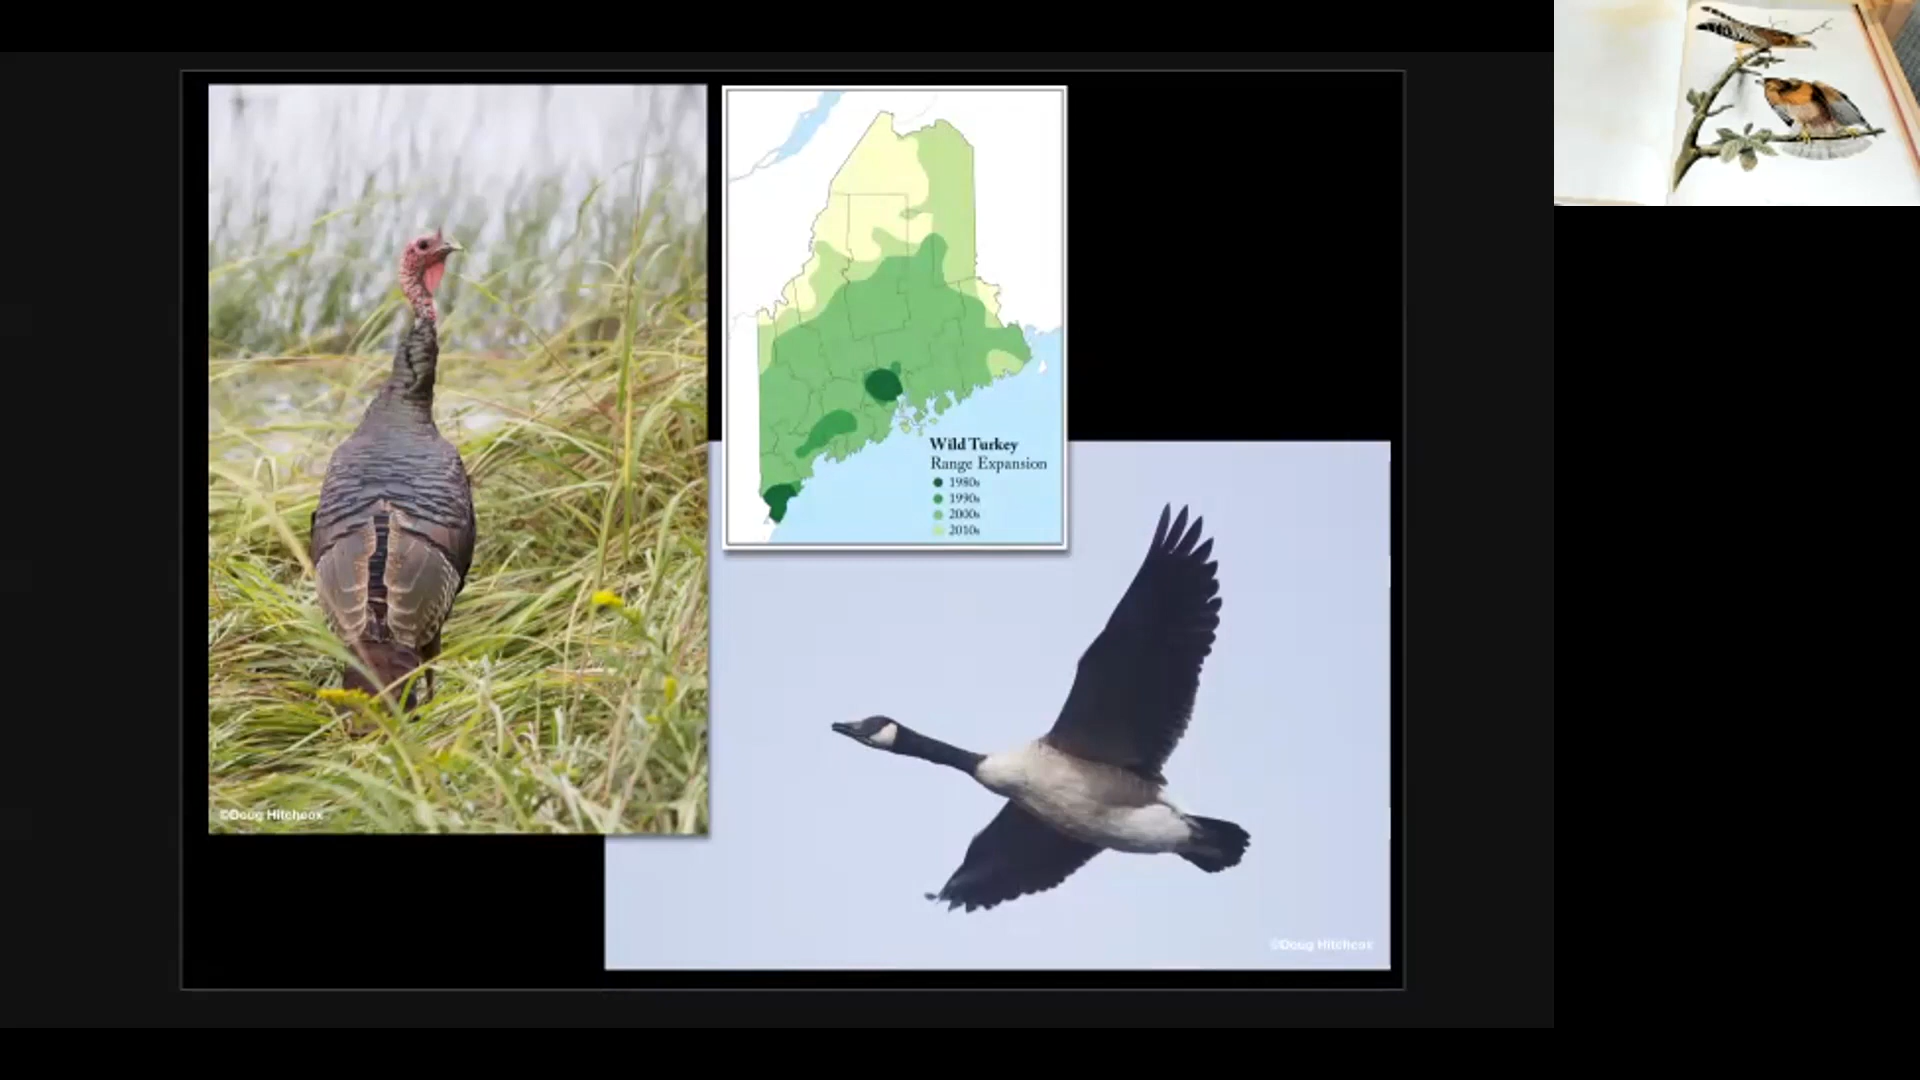 Wild Turkey
Range Expansion
1980s
1990s
2000s
2010s
©Doug Hitchcox
©Doug Hitchcox